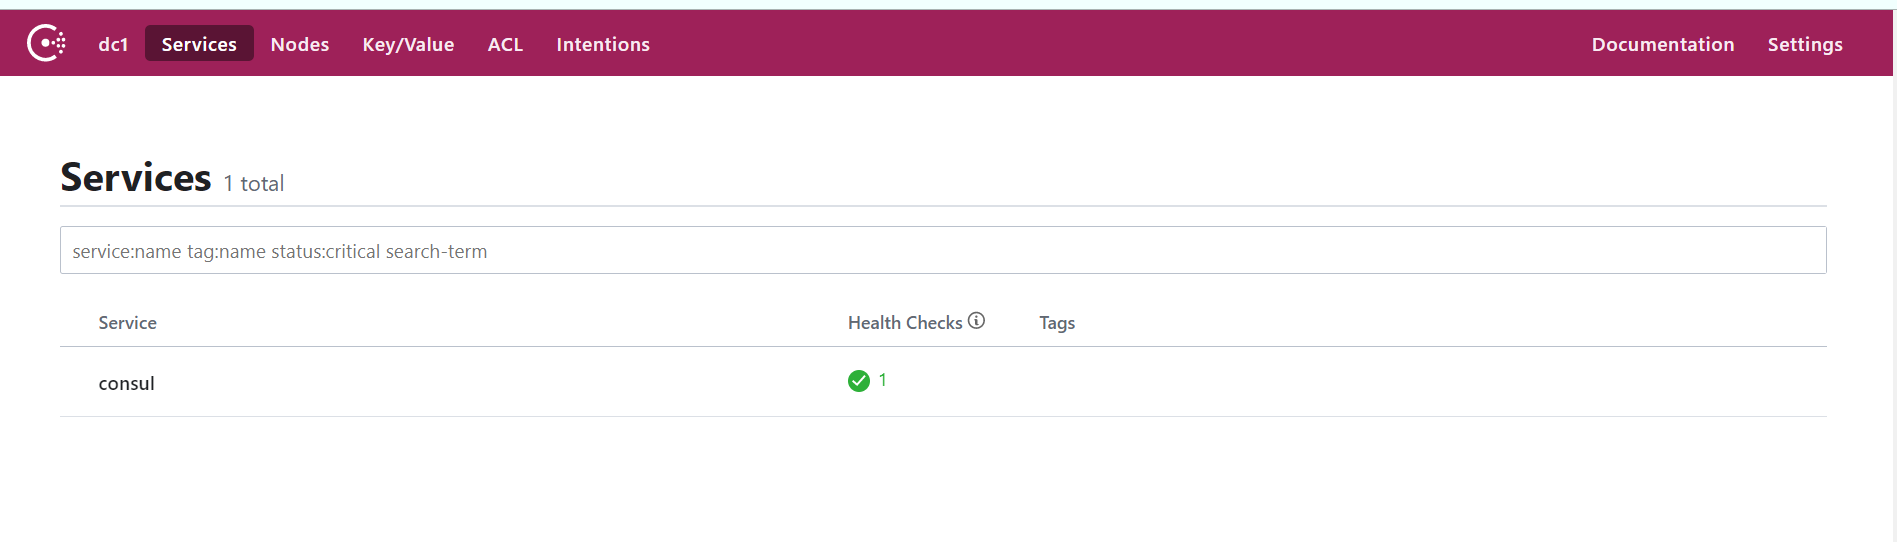 dc1 Services Nodes Key/Value ACL Intentions Documentation Settings
Services 1 total
service:name tag:name status:critical search-term
Service Health Checks Tags
consul 1